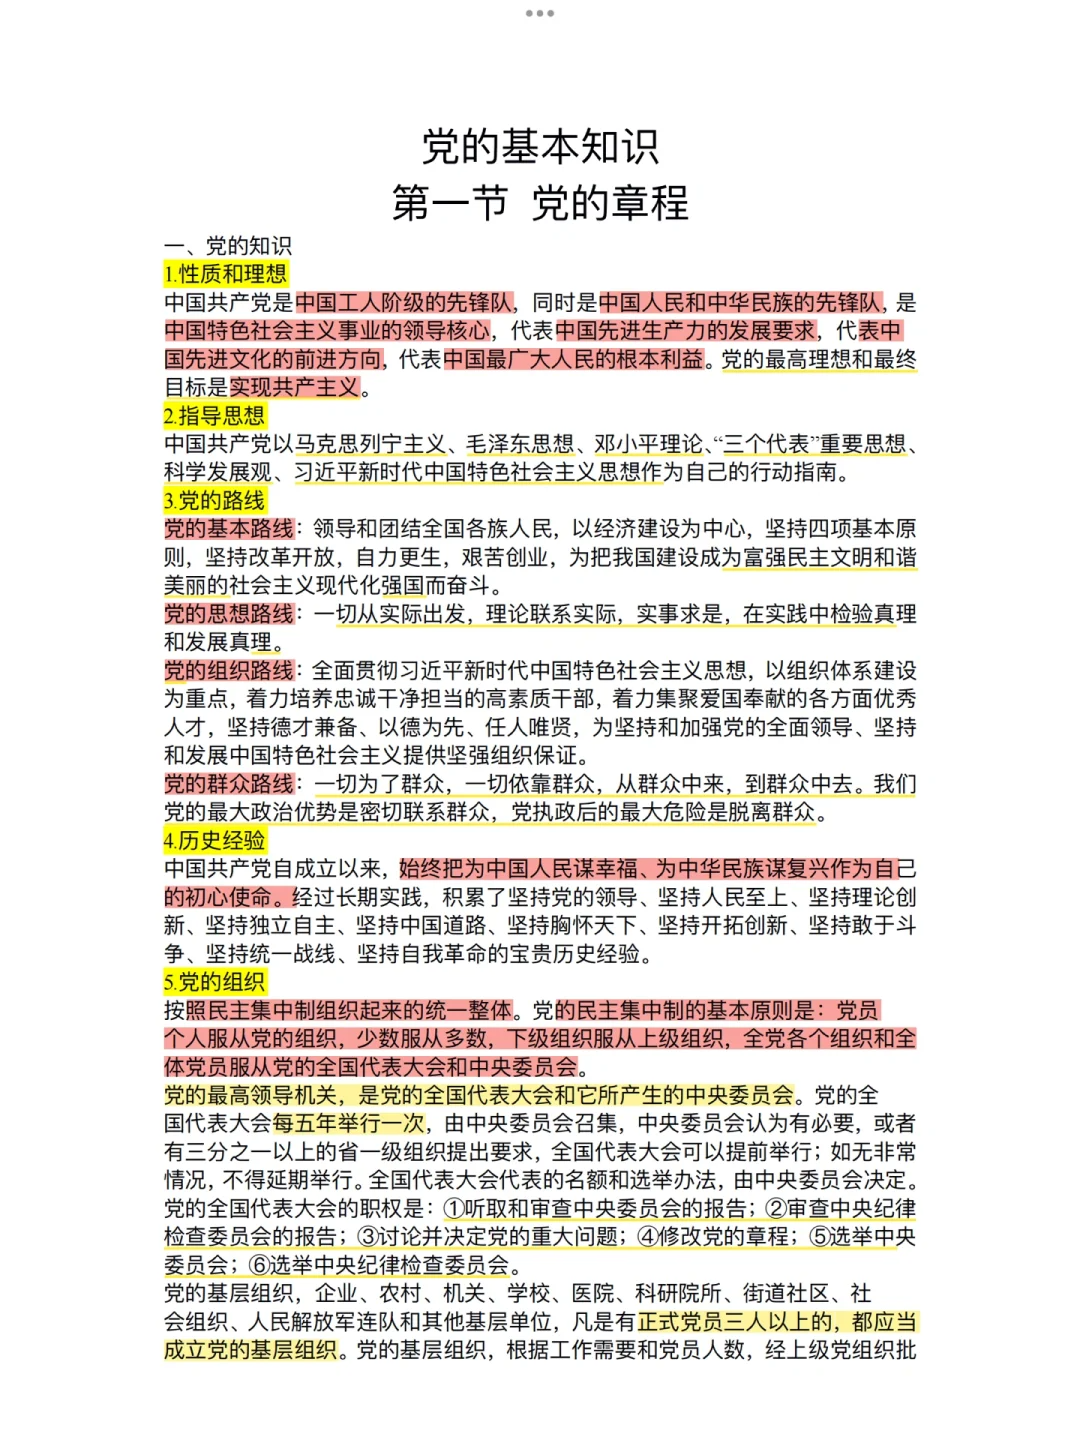 党的基本知识
第一节 党的章程
一、党的知识
1.性质和理想
中国共产党是中国工人阶级的先锋队，同时是中国人民和中华民族的先锋队，是
中国特色社会主义事业的领导核心，代表中国先进生产力的发展要求，代表中
国先进文化的前进方向，代表中国最广大人民的根本利益。党的最高理想和最终
目标是实现共产主义。
2.指导思想
中国共产党以马克思列宁主义、毛泽东思想、邓小平理论、“三个代表”重要思想、
科学发展观、习近平新时代中国特色社会主义思想作为自己的行动指南。
3.党的路线
党的基本路线：领导和团结全国各族人民，以经济建设为中心，坚持四项基本原
则，坚持改革开放，自力更生，艰苦创业，为把我国建设成为富强民主文明和谐
美丽的社会主义现代化强国而奋斗。
党的思想路线：一切从实际出发，理论联系实际，实事求是，在实践中检验真理
和发展真理。
党的组织路线：全面贯彻习近平新时代中国特色社会主义思想，以组织体系建设
为重点，着力培养忠诚干净担当的高素质干部，着力集聚爱国奉献的各方面优秀
人才，坚持德才兼备、以德为先、任人唯贤，为坚持和加强党的全面领导、坚持
和发展中国特色社会主义提供坚强组织保证。
党的群众路线：一切为了群众，一切依靠群众，从群众中来，到群众中去。我们
党的最大政治优势是密切联系群众，党执政后的最大危险是脱离群众。
4.历史经验
中国共产党自成立以来，始终把为中国人民谋幸福、为中华民族谋复兴作为自己
的初心使命。经过长期实践，积累了坚持党的领导、坚持人民至上、坚持理论创
新、坚持独立自主、坚持中国道路、坚持胸怀天下、坚持开拓创新、坚持敢于斗
争、坚持统一战线、坚持自我革命的宝贵历史经验。
5.党的组织
按照民主集中制组织起来的统一整体。党的民主集中制的基本原则是：党员
个人服从党的组织，少数服从多数，下级组织服从上级组织，全党各个组织和全
体党员服从党的全国代表大会和中央委员会。
党的最高领导机关，是党的全国代表大会和它所产生的中央委员会。党的全
国代表大会每五年举行一次，由中央委员会召集，中央委员会认为有必要，或者
有三分之一以上的省一级组织提出要求，全国代表大会可以提前举行；如无非常
情况，不得延期举行。全国代表大会代表的名额和选举办法，由中央委员会决定。
党的全国代表大会的职权是：①听取和审查中央委员会的报告；②审查中央纪律
检查委员会的报告；③讨论并决定党的重大问题；④修改党的章程；⑤选举中央
委员会；⑥选举中央纪律检查委员会。
党的基层组织，企业、农村、机关、学校、医院、科研院所、街道社区、社
会组织、人民解放军连队和其他基层单位，凡是有正式党员三人以上的，都应当
成立党的基层组织。党的基层组织，根据工作需要和党员人数，经上级党组织批